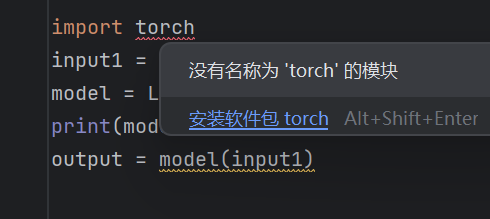 import torch
input1 =
没有名称为 'torch' 的模块
model = L
安装软件包 torch Alt+Shift+Enter
print(mod
output = model(input1)